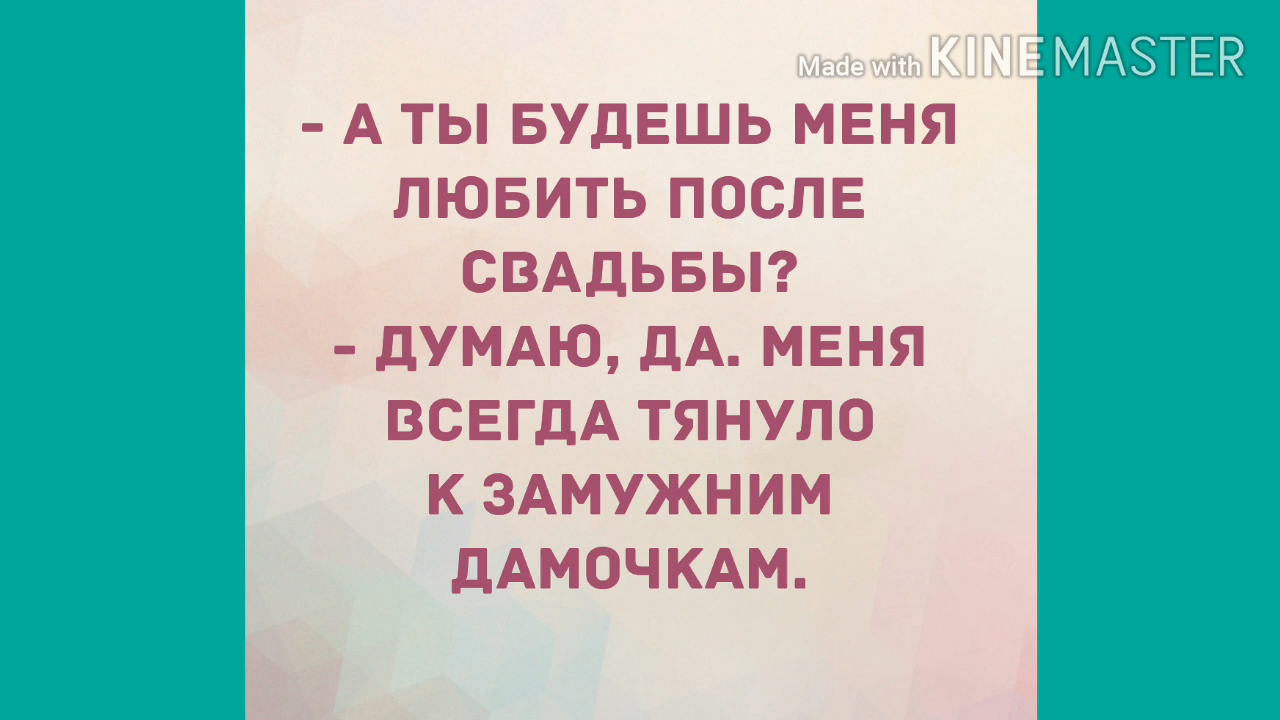 Made with KINEMASTER
- А ТЫ БУДЕШЬ МЕНЯ
ЛЮБИТЬ ПОСЛЕ
СВАДЬБЫ?
- ДУМАЮ, ДА. МЕНЯ
ВСЕГДА ТЯНУЛО
К ЗАМУЖНИМ
ДАМОЧКАМ.